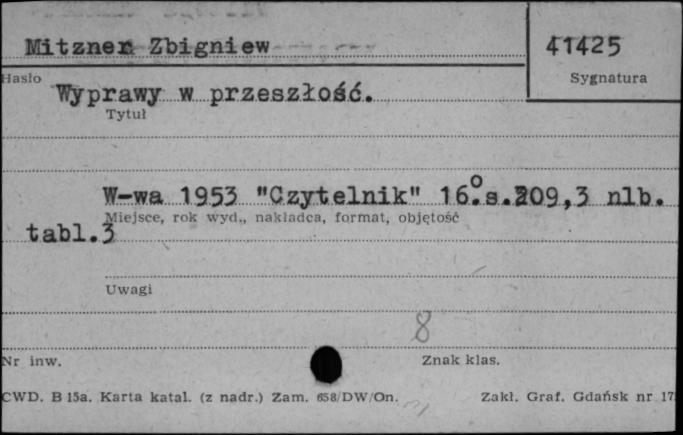 Mitzner Zbigniew
41425
Hasło
Sygnatura
Wyprawy w przeszłość.
Tytuł
W-wa 1953 "Czytelnik" 16.° s.209,3 nlb.
Miejsce, rok wyd., nakładca, format, objętość
tabl.3
Uwagi
8
Nr inw.
Znak klas.
CWD. B 15a. Karta katal. (z nadr.) Zam. 658/DW/On.
Zakł. Graf. Gdańsk nr